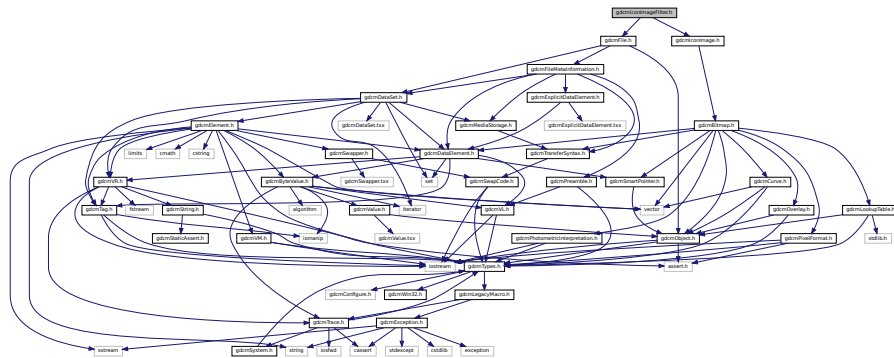 gdcmIconImageFilter.h
gdcmFile.h
gdcmIconImage.h
gdcmFileMetaInformation.h
gdcmDataSet.h
gdcmExplicitDataElement.h
gdcmElement.h
gdcmDataSet.txx
gdcmMediaStorage.h
gdcmExplicitDataElement.txx
gdcmBitmap.h
limits
cmath
cstring
gdcmSwapper.h
gdcmDataElement.h
gdcmTransferSyntax.h
gdcmVR.h
gdcmByteValue.h
gdcmSwapper.txx
set
gdcmSwapCode.h
gdcmPreamble.h
gdcmSmartPointer.h
gdcmCurve.h
gdcmTag.h
fstream
gdcmString.h
algorithm
gdcmValue.h
iterator
gdcmVL.h
vector
gdcmOverlay.h
gdcmLookupTable.h
gdcmStaticAssert.h
gdcmVM.h
iomanip
gdcmValue.txx
gdcmPhotometricInterpretation.h
gdcmObject.h
gdcmPixelFormat.h
stdlib.h
iostream
gdcmTypes.h
assert.h
gdcmConfigure.h
gdcmWin32.h
gdcmLegacyMacro.h
gdcmTrace.h
gdcmException.h
sstream
gdcmSystem.h
string
iosfwd
cassert
stdexcept
cstdlib
exception